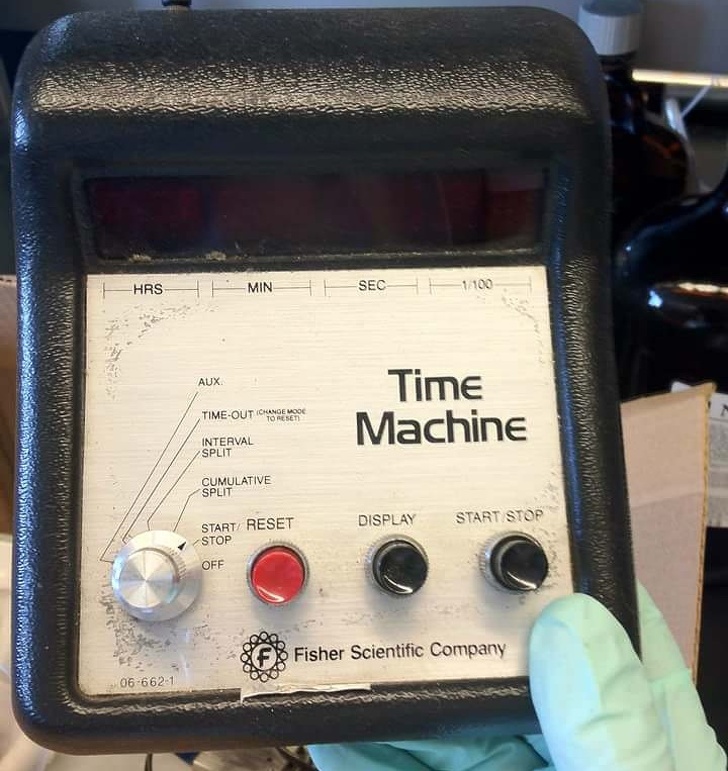 HRS MIN SEC 1/100
AUX.
TIME-OUT (CHANGE MODE
TO RESET)
INTERVAL
SPLIT
CUMULATIVE
SPLIT
START/
STOP
OFF
Time
Machine
RESET DISPLAY START/STOP
F Fisher Scientific Company
06-662-1